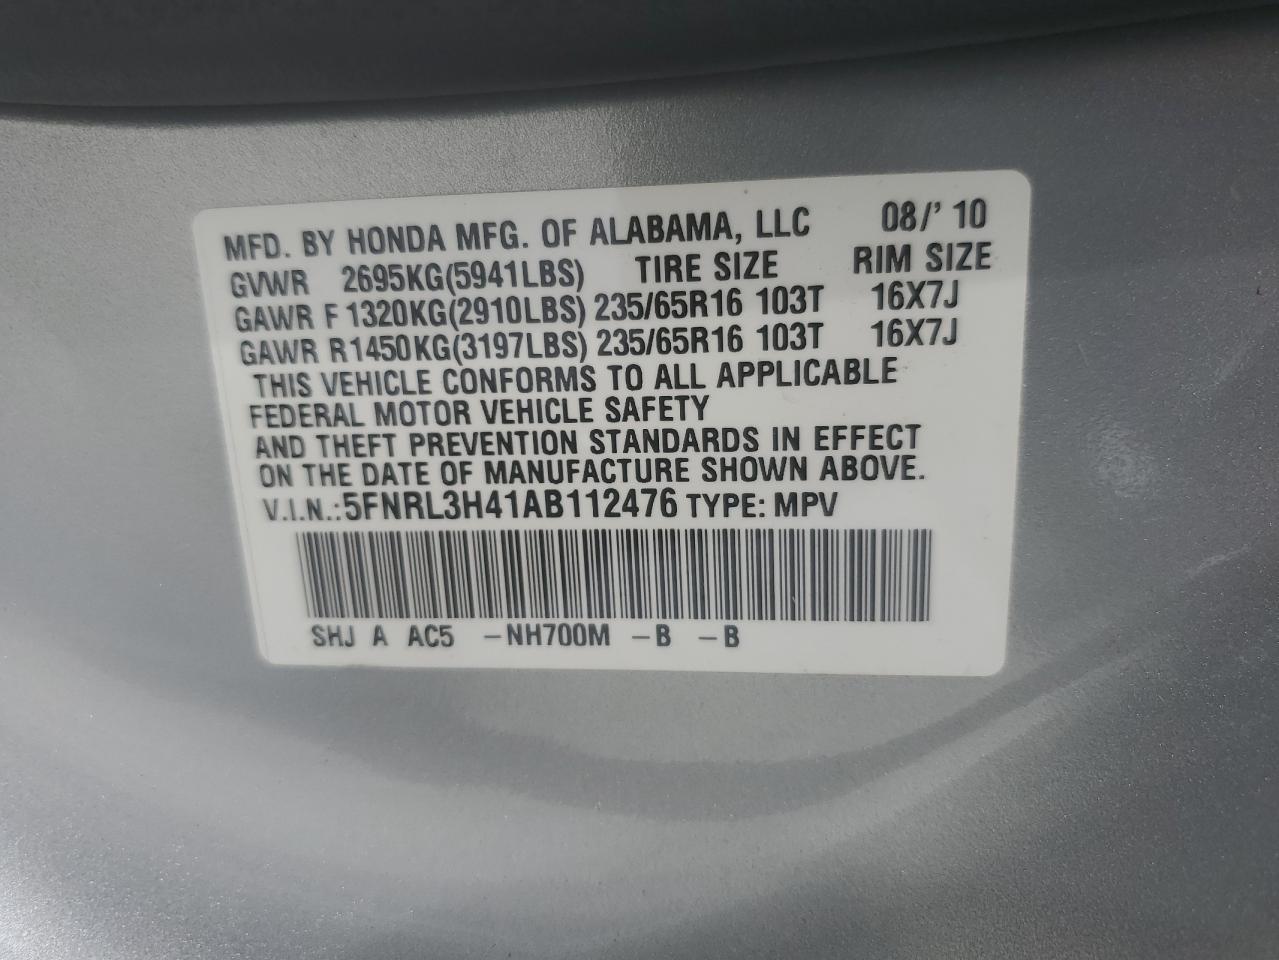 MFD. BY HONDA MFG. OF ALABAMA, LLC 08/' 10
GVWR 2695KG(5941LBS) TIRE SIZE RIM SIZE
GAWR F 1320KG(2910LBS) 235/65R16 103T 16X7J
GAWR R1450KG(3197LBS) 235/65R16 103T 16X7J
THIS VEHICLE CONFORMS TO ALL APPLICABLE
FEDERAL MOTOR VEHICLE SAFETY
AND THEFT PREVENTION STANDARDS IN EFFECT
ON THE DATE OF MANUFACTURE SHOWN ABOVE.
V.I.N.:5FNRL3H41AB112476 TYPE: MPV
SHJ A AC5 -NH700M -B -B